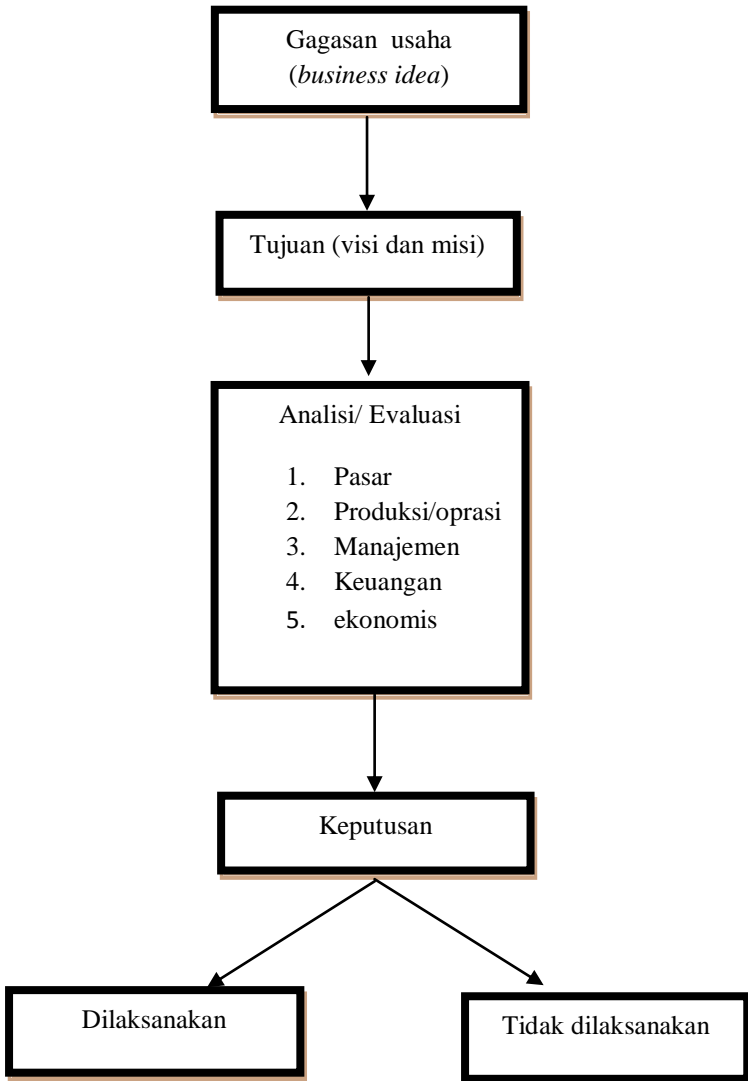 Gagasan usaha
(business idea)
Tujuan (visi dan misi)
Analisi/ Evaluasi
1. Pasar
2. Produksi/oprasi
3. Manajemen
4. Keuangan
5. ekonomis
Keputusan
Dilaksanakan
Tidak dilaksanakan